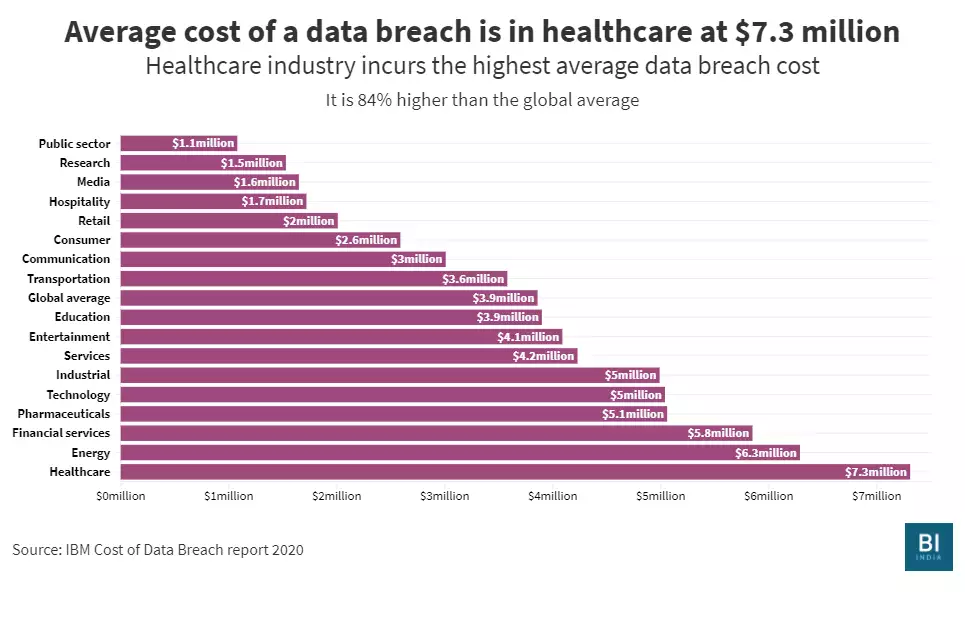 Average cost of a data breach is in healthcare at $7.3 million
Healthcare industry incurs the highest average data breach cost
It is 84% higher than the global average
Public sector $1.1million
Research $1.5million
Media $1.6million
Hospitality $1.7million
Retail $2million
Consumer $2.6million
Communication $3million
Transportation $3.6million
Global average $3.9million
Education $3.9million
Entertainment $4.1million
Services $4.2million
Industrial $5million
Technology $5million
Pharmaceuticals $5.1million
Financial services $5.8million
Energy $6.3million
Healthcare $7.3million
$0million $1million $2million $3million $4million $5million $6million $7million
Source: IBM Cost of Data Breach report 2020
BI
INDIA